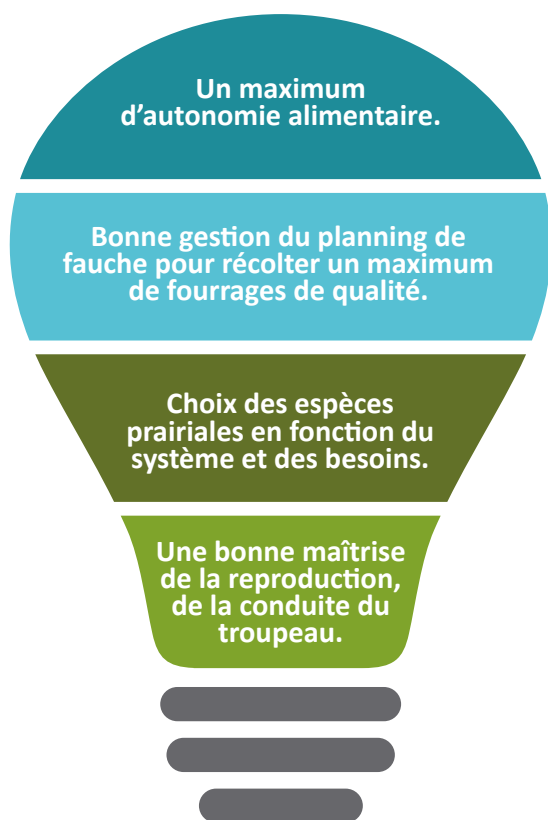 Un maximum
d’autonomie alimentaire.
Bonne gestion du planning de
fauche pour récolter un maximum
de fourrages de qualité.
Choix des espèces
prairiales en fonction du
système et des besoins.
Une bonne maîtrise
de la reproduction,
de la conduite du
troupeau.